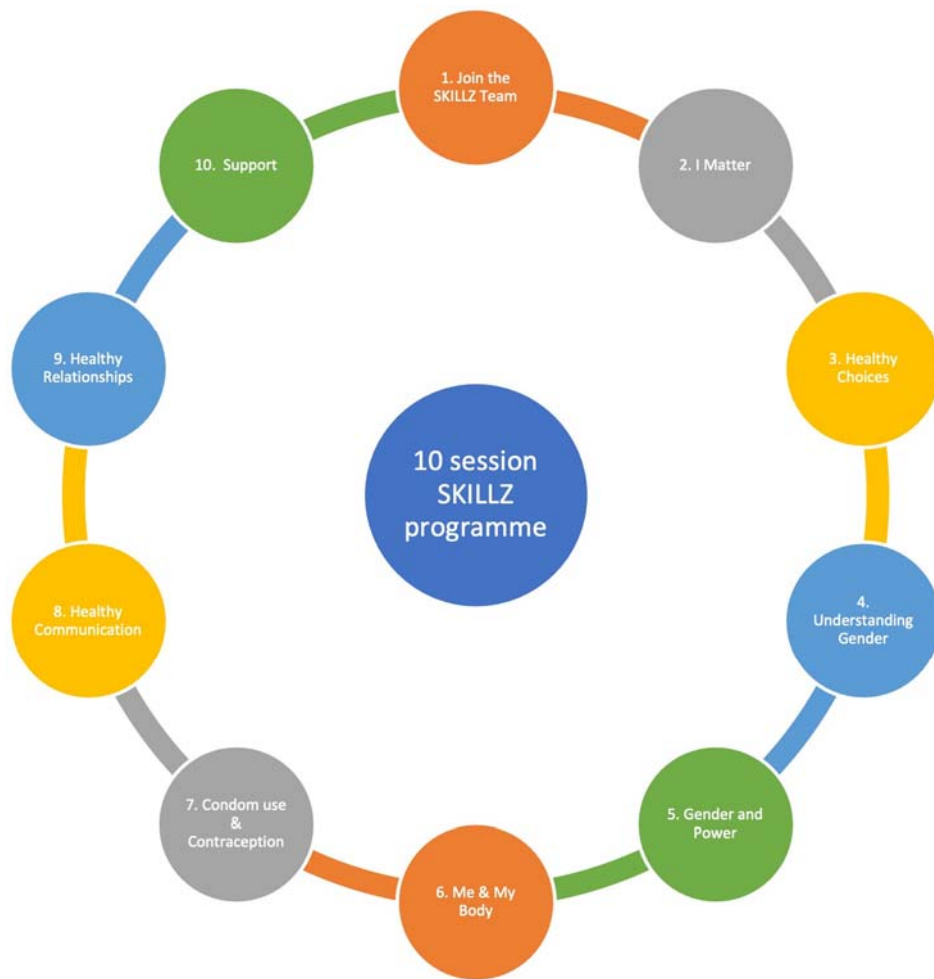 1. Join the
SKILLZ Team
2. I Matter
3. Healthy
Choices
4.
Understanding
Gender
5. Gender and
Power
6. Me & My
Body
7. Condom use
&
Contraception
8. Healthy
Communication
9. Healthy
Relationships
10. Support
10 session
SKILLZ
programme